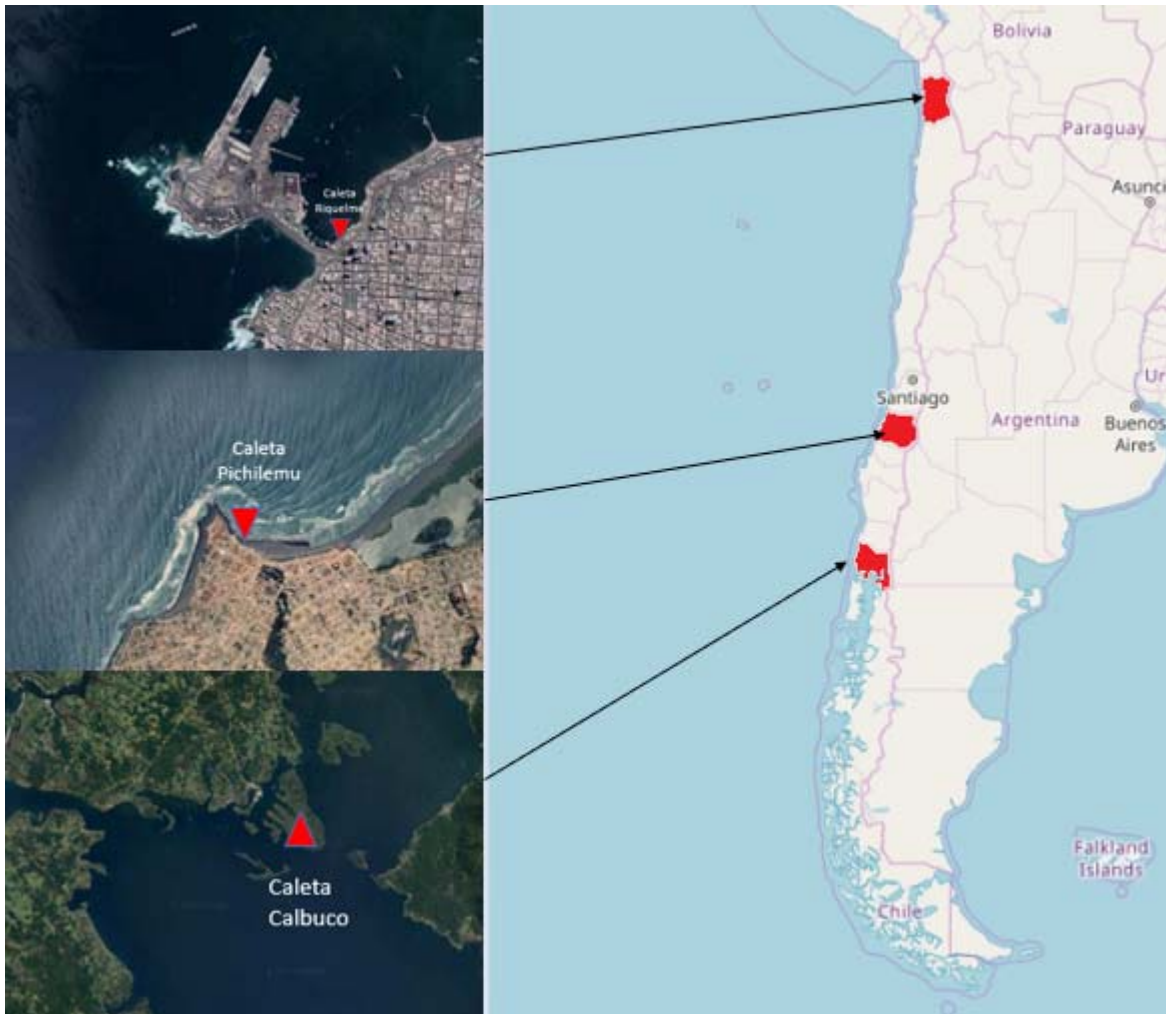 Caleta
Riquelme
Caleta
Pichilemu
Caleta
Calbuco
Bolivia
Paraguay
Asunci
Santiago
Argentina
Ur
Buenos
Aires
Falkland
Islands
Chile